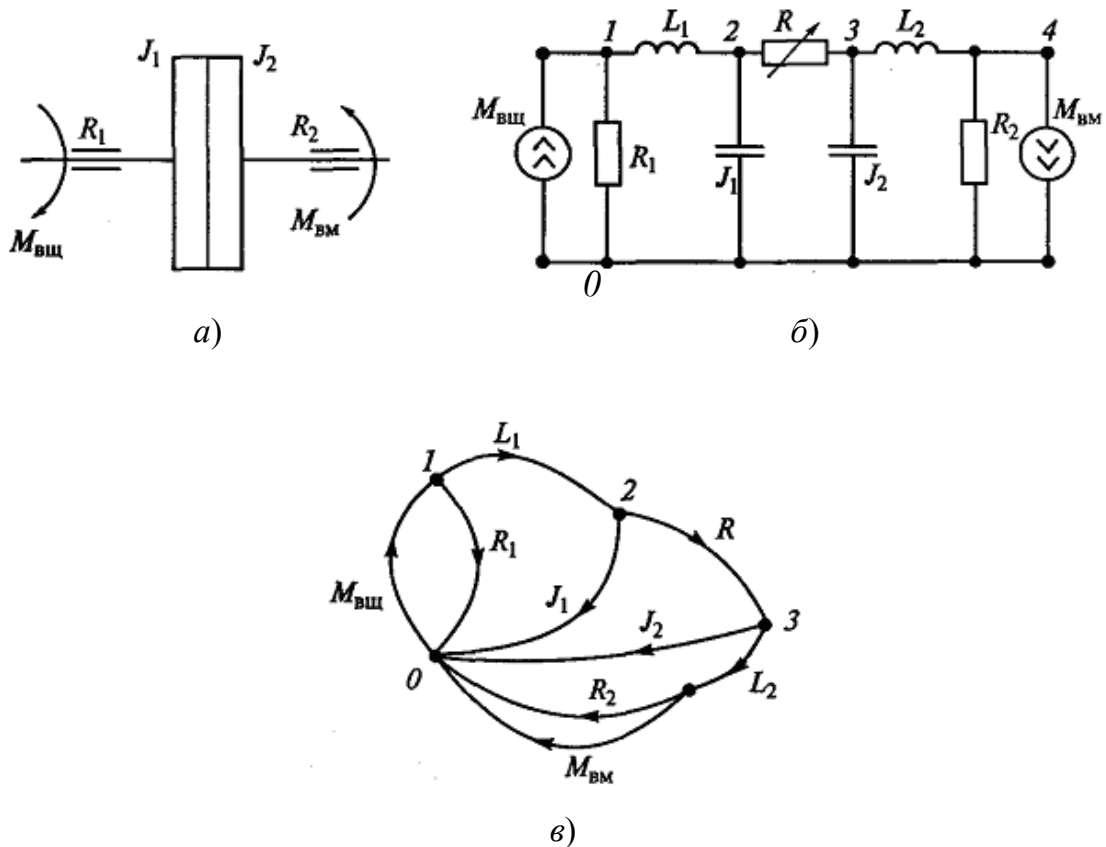 J₁ J₂
R₁ R₂
Mвщ Mвм
а)
1 L₁ 2 R 3 L₂ 4
Mвщ R₁ J₁ J₂ R₂ Mвм
0
б)
L₁
1 2
R
R₁
Mвщ J₁
J₂ 3
0 R₂ L₂
Mвм
в)